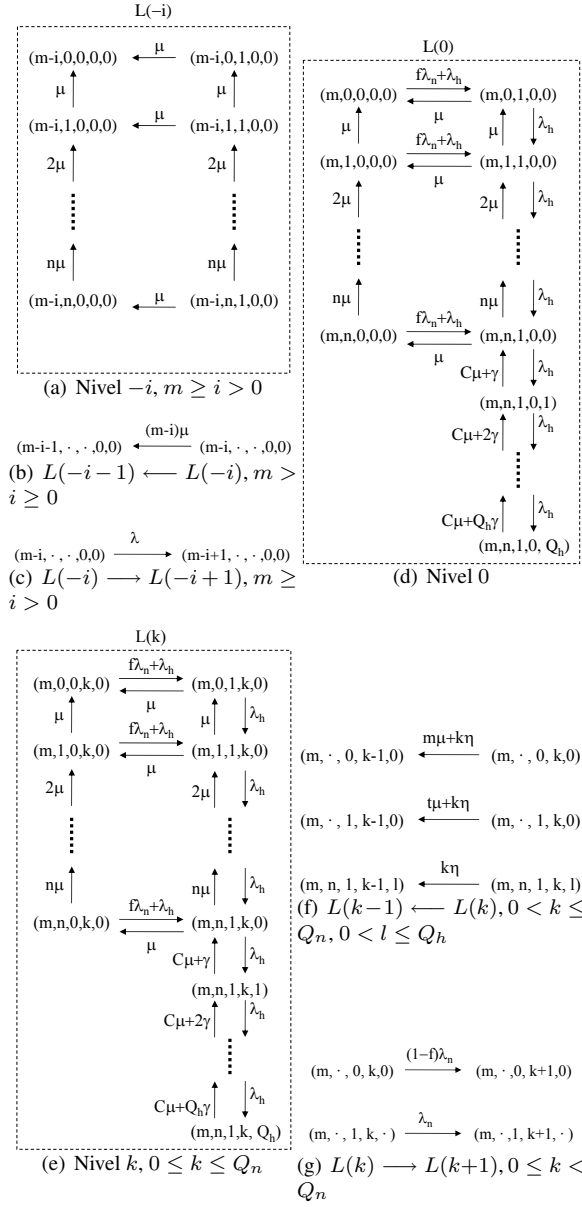 L(-i)
(m-i,0,0,0,0) μ (m-i,0,1,0,0)
μ μ
(m-i,1,0,0,0) μ (m-i,1,1,0,0)
2μ 2μ
nμ nμ
(m-i,n,0,0,0) μ (m-i,n,1,0,0)
(a) Nivel −i, m ≥ i > 0
(m-i-1, ·, ·,0,0) (m-i)μ (m-i, ·, ·,0,0)
(b) L(−i−1) ⟵ L(−i), m >
i ≥ 0
(m-i, ·, ·,0,0) λ (m-i+1, ·, ·,0,0)
(c) L(−i) ⟶ L(−i+1), m ≥
i > 0
L(0)
fλn+λh
(m,0,0,0,0) (m,0,1,0,0)
μ
μ μ λh
fλn+λh
(m,1,0,0,0) (m,1,1,0,0)
μ
2μ 2μ λh
nμ nμ λh
fλn+λh
(m,n,0,0,0) (m,n,1,0,0)
μ
Cμ+γ λh
(m,n,1,0,1)
Cμ+2γ λh
Cμ+Qhγ λh
(m,n,1,0, Qh)
(d) Nivel 0
L(k)
fλn+λh
(m,0,0,k,0) (m,0,1,k,0)
μ
μ μ λh
fλn+λh
(m,1,0,k,0) (m,1,1,k,0)
μ
2μ 2μ λh
nμ nμ λh
fλn+λh
(m,n,0,k,0) (m,n,1,k,0)
μ
Cμ+γ λh
(m,n,1,k,1)
Cμ+2γ λh
Cμ+Qhγ λh
(m,n,1,k, Qh)
(e) Nivel k, 0 ≤ k ≤ Qn
(m, · , 0, k-1,0) mμ+kη (m, · , 0, k,0)
(m, · , 1, k-1,0) tμ+kη (m, · , 1, k,0)
(m, n, 1, k-1, l) kη (m, n, 1, k, l)
(f) L(k−1) ⟵ L(k), 0 < k ≤
Qn, 0 < l ≤ Qh
(m, · , 0, k,0) (1−f)λn (m, · ,0, k+1,0)
(m, · , 1, k, ·) λn (m, · ,1, k+1, ·)
(g) L(k) ⟶ L(k+1), 0 ≤ k <
Qn